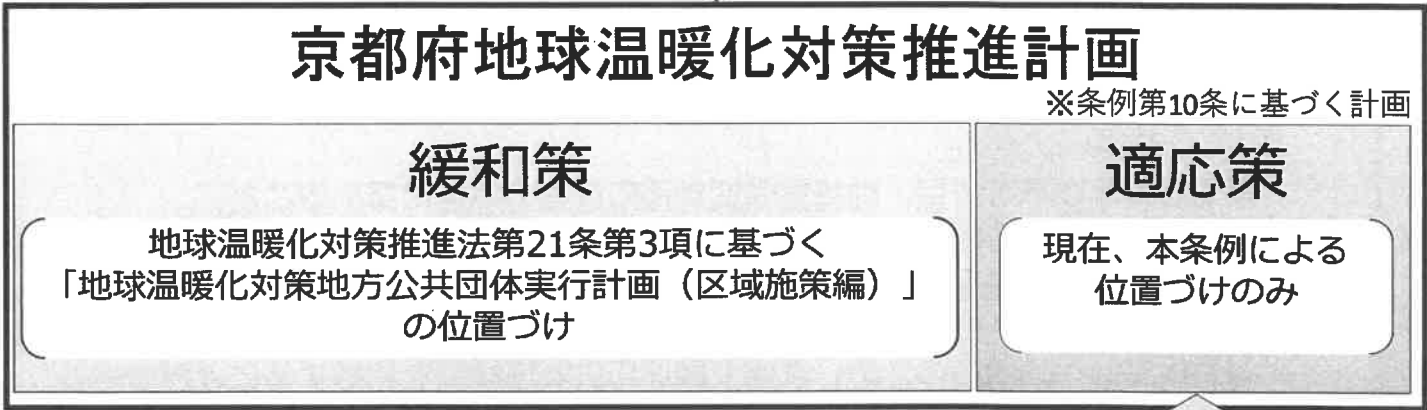 京都府地球温暖化対策推進計画
※条例第10条に基づく計画
緩和策
地球温暖化対策推進法第21条第3項に基づく
「地球温暖化対策地方公共団体実行計画（区域施策編）」
の位置づけ
適応策
現在、本条例による
位置づけのみ